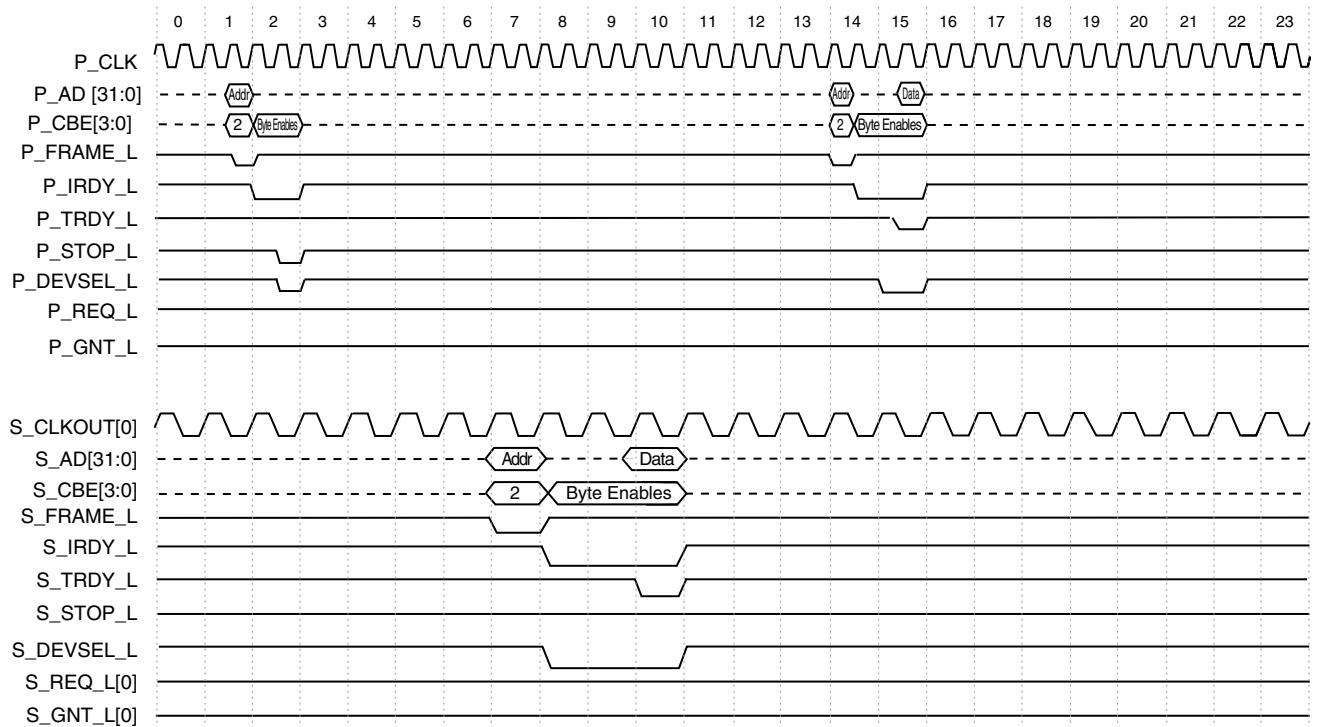 0 1 2 3 4 5 6 7 8 9 10 11 12 13 14 15 16 17 18 19 20 21 22 23
P_CLK
P_AD [31:0] Addr Addr Data
P_CBE[3:0] 2 Byte Enables 2 Byte Enables
P_FRAME_L
P_IRDY_L
P_TRDY_L
P_STOP_L
P_DEVSEL_L
P_REQ_L
P_GNT_L
S_CLKOUT[0]
S_AD[31:0] Addr Data
S_CBE[3:0] 2 Byte Enables
S_FRAME_L
S_IRDY_L
S_TRDY_L
S_STOP_L
S_DEVSEL_L
S_REQ_L[0]
S_GNT_L[0]